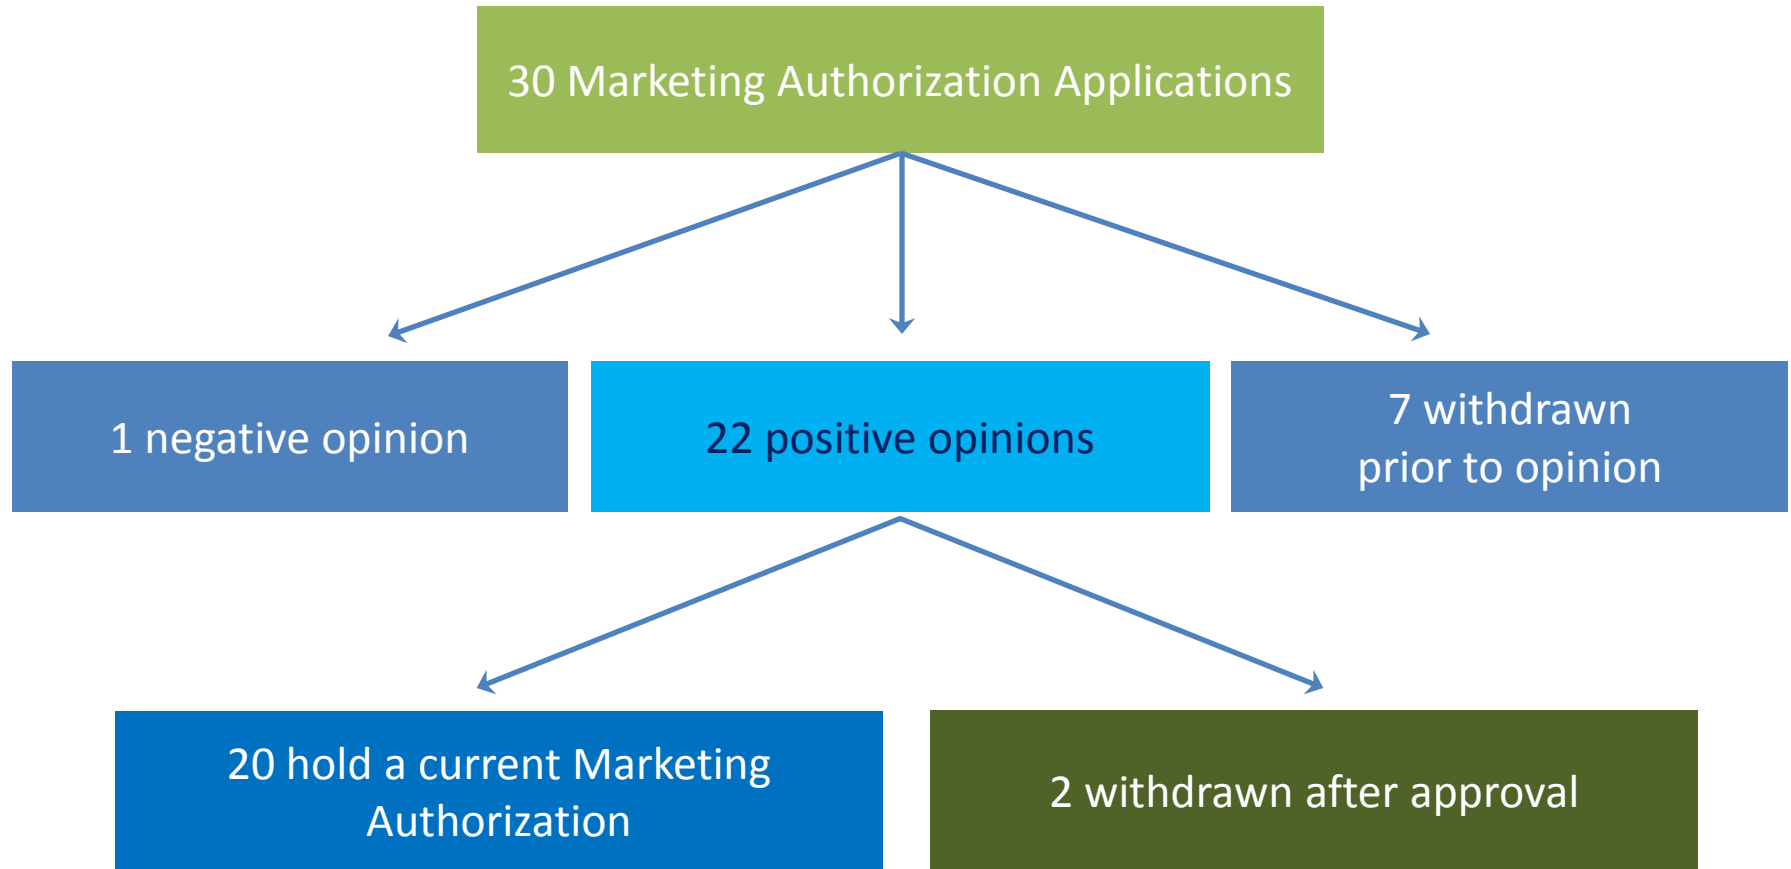 30 Marketing Authorization Applications
1 negative opinion
22 positive opinions
7 withdrawn
prior to opinion
20 hold a current Marketing
Authorization
2 withdrawn after approval